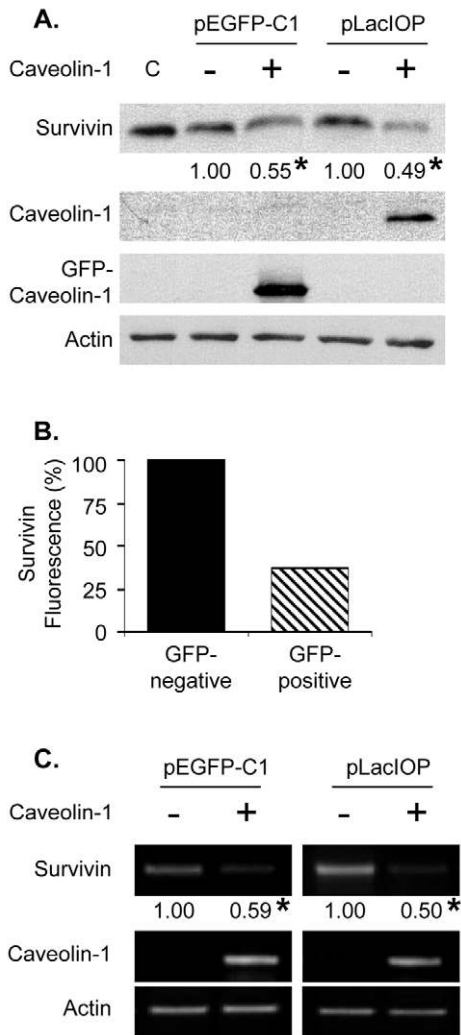 A.
pEGFP-C1 pLacIOP
Caveolin-1 C - + - +
Survivin
1.00 0.55* 1.00 0.49*
Caveolin-1
GFP-
Caveolin-1
Actin
B.
Survivin
Fluorescence (%)
100
75
50
25
0
GFP-
negative
GFP-
positive
C.
pEGFP-C1 pLacIOP
Caveolin-1 - + - +
Survivin
1.00 0.59* 1.00 0.50*
Caveolin-1
Actin